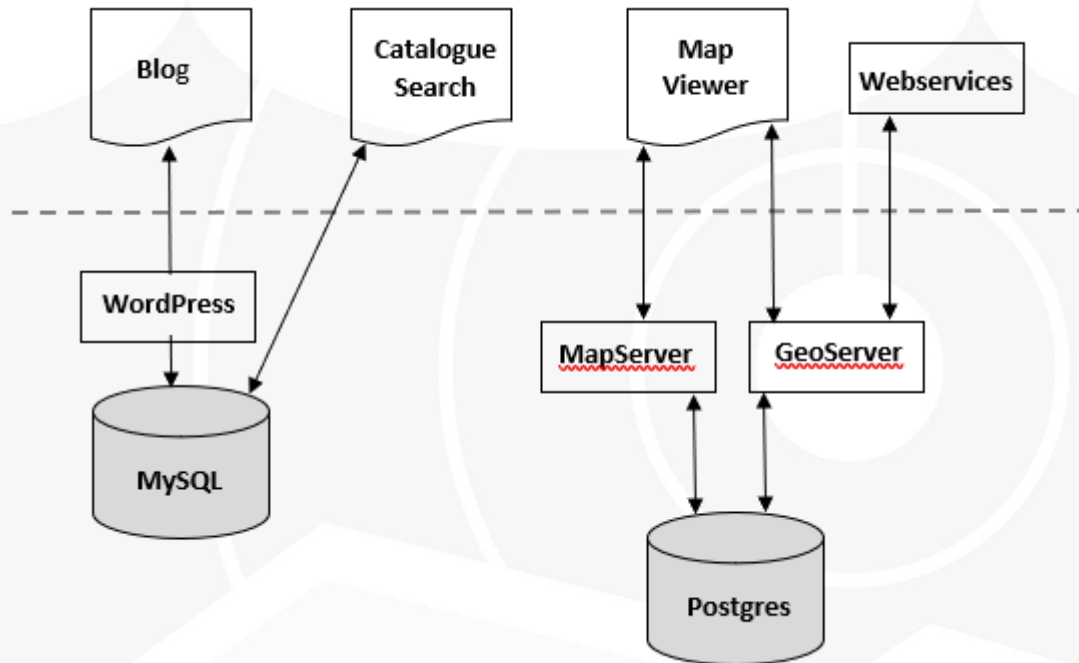 Blog
Catalogue
Search
Map
Viewer
Webservices
WordPress
MapServer
GeoServer
MySQL
Postgres